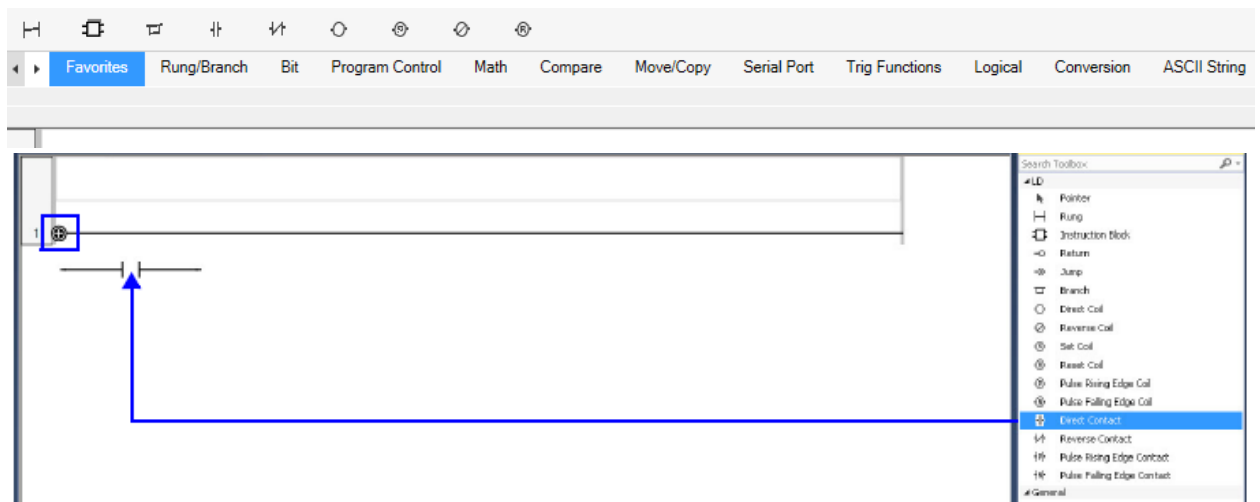 Favorites Rung/Branch Bit Program Control Math Compare Move/Copy Serial Port Trig Functions Logical Conversion ASCII String
Search Toolbox
LD
Pointer
Rung
Instruction Block
Return
Jump
Branch
Direct Coil
Reverse Coil
Set Coil
Reset Coil
Pulse Rising Edge Coil
Pulse Falling Edge Coil
Direct Contact
Reverse Contact
Pulse Rising Edge Contact
Pulse Falling Edge Contact
General
1